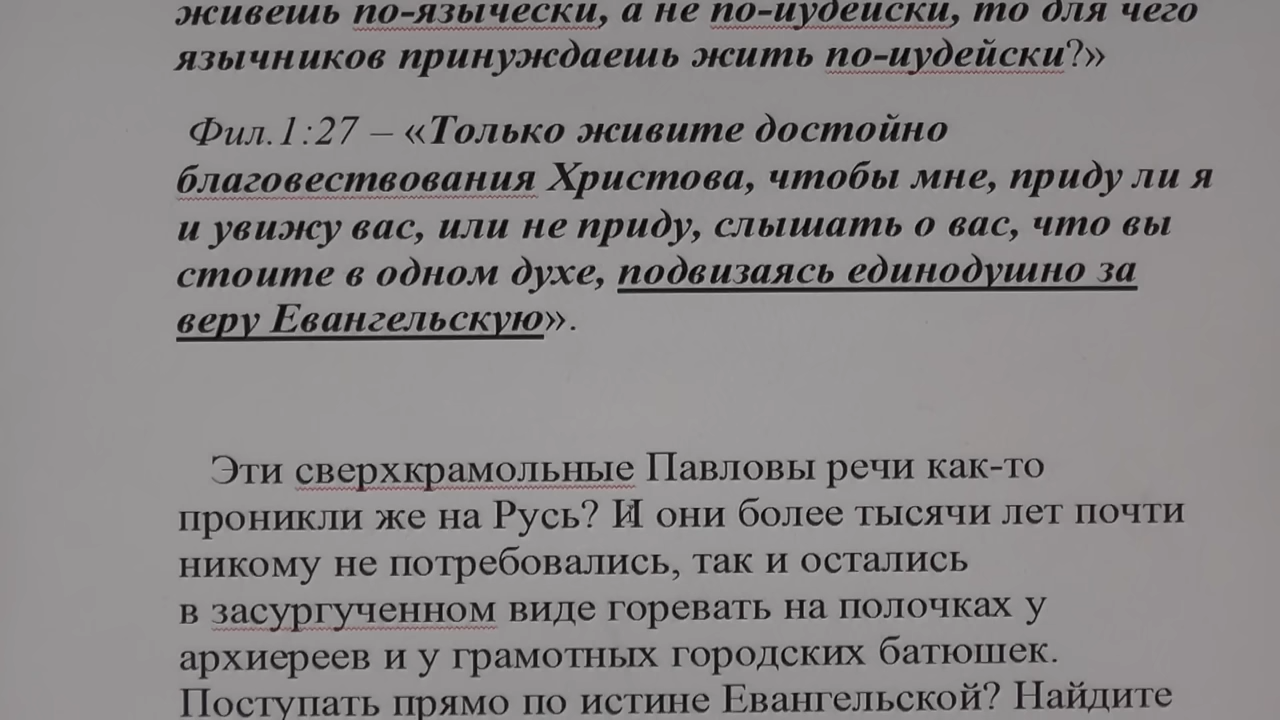 живешь по-язычески, а не по-иудейски, то для чего
язычников принуждаешь жить по-иудейски?»
Фил.1:27 – «Только живите достойно
благовествования Христова, чтобы мне, приду ли я
и увижу вас, или не приду, слышать о вас, что вы
стоите в одном духе, подвизаясь единодушно за
веру Евангельскую».
Эти сверхкрамольные Павловы речи как-то
проникли же на Русь? И они более тысячи лет почти
никому не потребовались, так и остались
в засургученном виде горевать на полочках у
архиереев и у грамотных городских батюшек.
Поступать прямо по истине Евангельской? Найдите